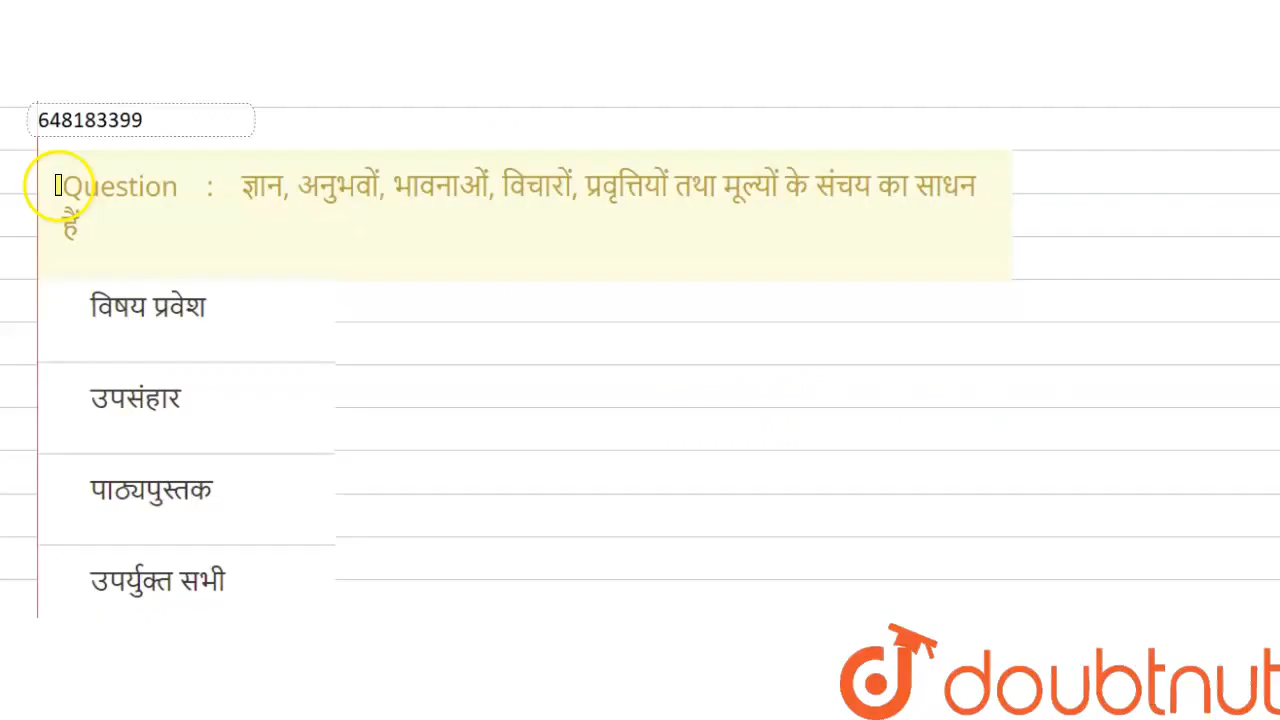 648183399
Question : ज्ञान, अनुभवों, भावनाओं, विचारों, प्रवृत्तियों तथा मूल्यों के संचय का साधन
हैं
विषय प्रवेश
उपसंहार
पाठ्यपुस्तक
उपर्युक्त सभी
doubtnut